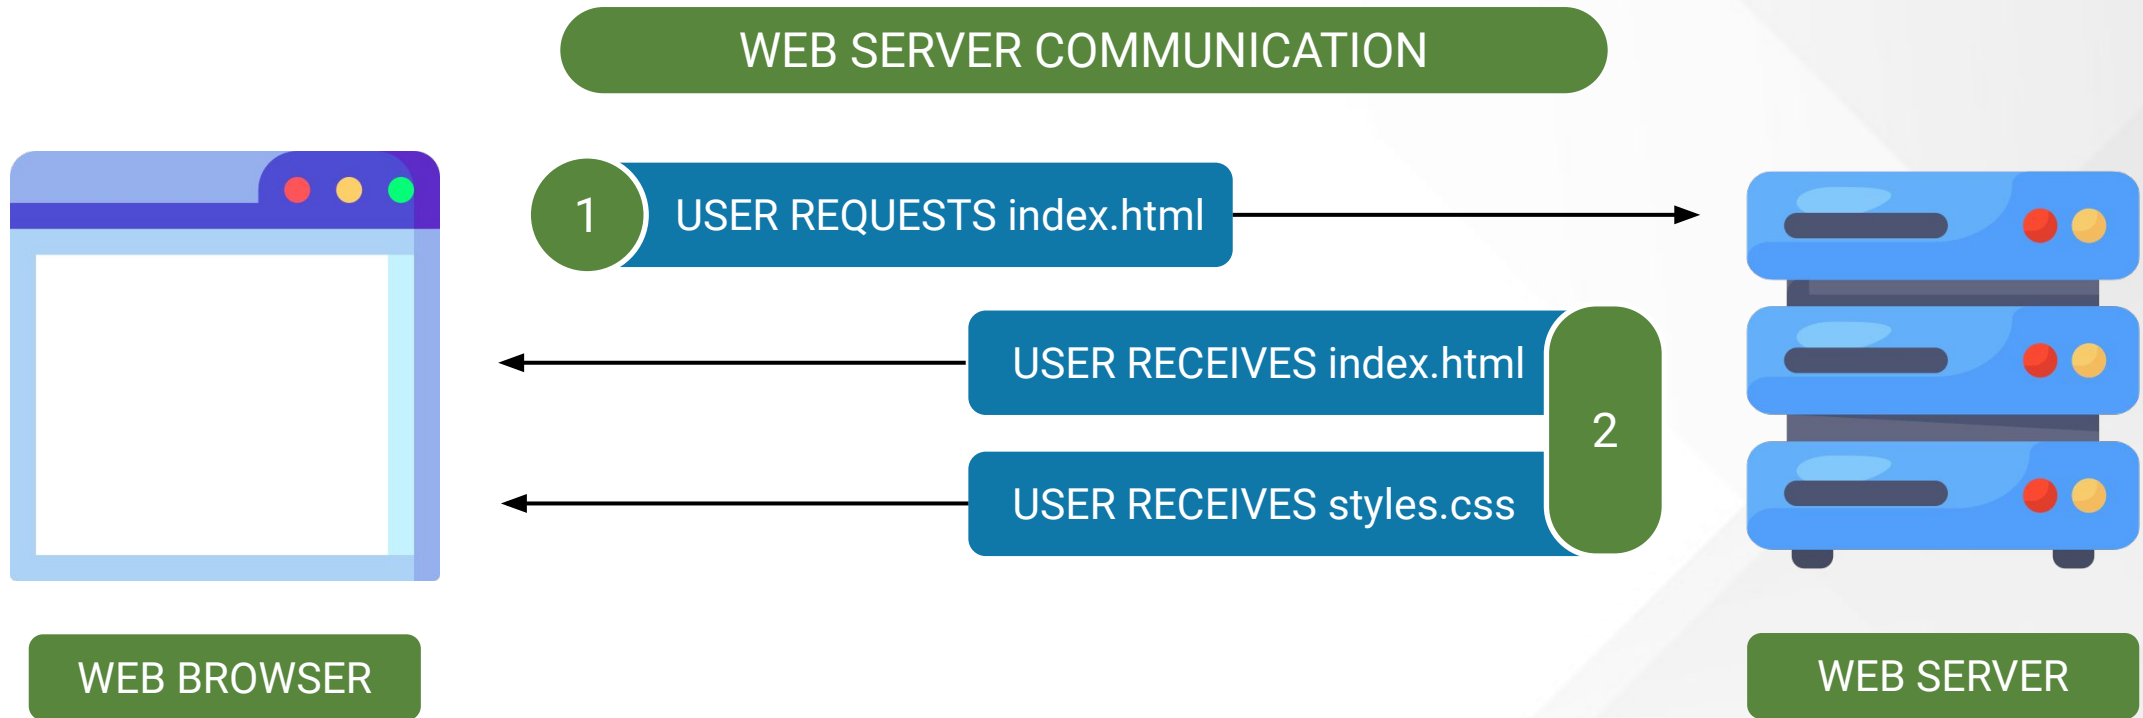 WEB SERVER COMMUNICATION
1
USER REQUESTS index.html
USER RECEIVES index.html
2
USER RECEIVES styles.css
WEB BROWSER
WEB SERVER